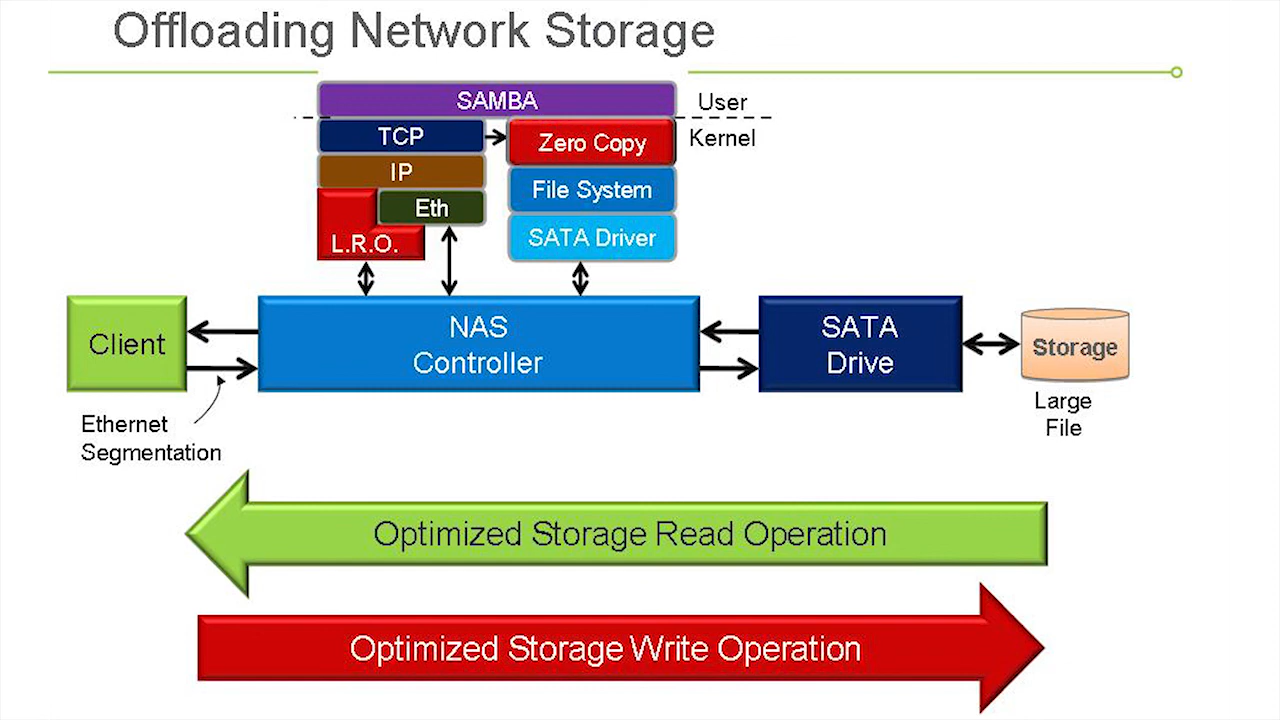 Offloading Network Storage
SAMBA
User
TCP
Zero Copy
Kernel
IP
File System
Eth
L.R.O.
SATA Driver
Client
NAS
Controller
SATA
Drive
Storage
Large
File
Ethernet
Segmentation
Optimized Storage Read Operation
Optimized Storage Write Operation